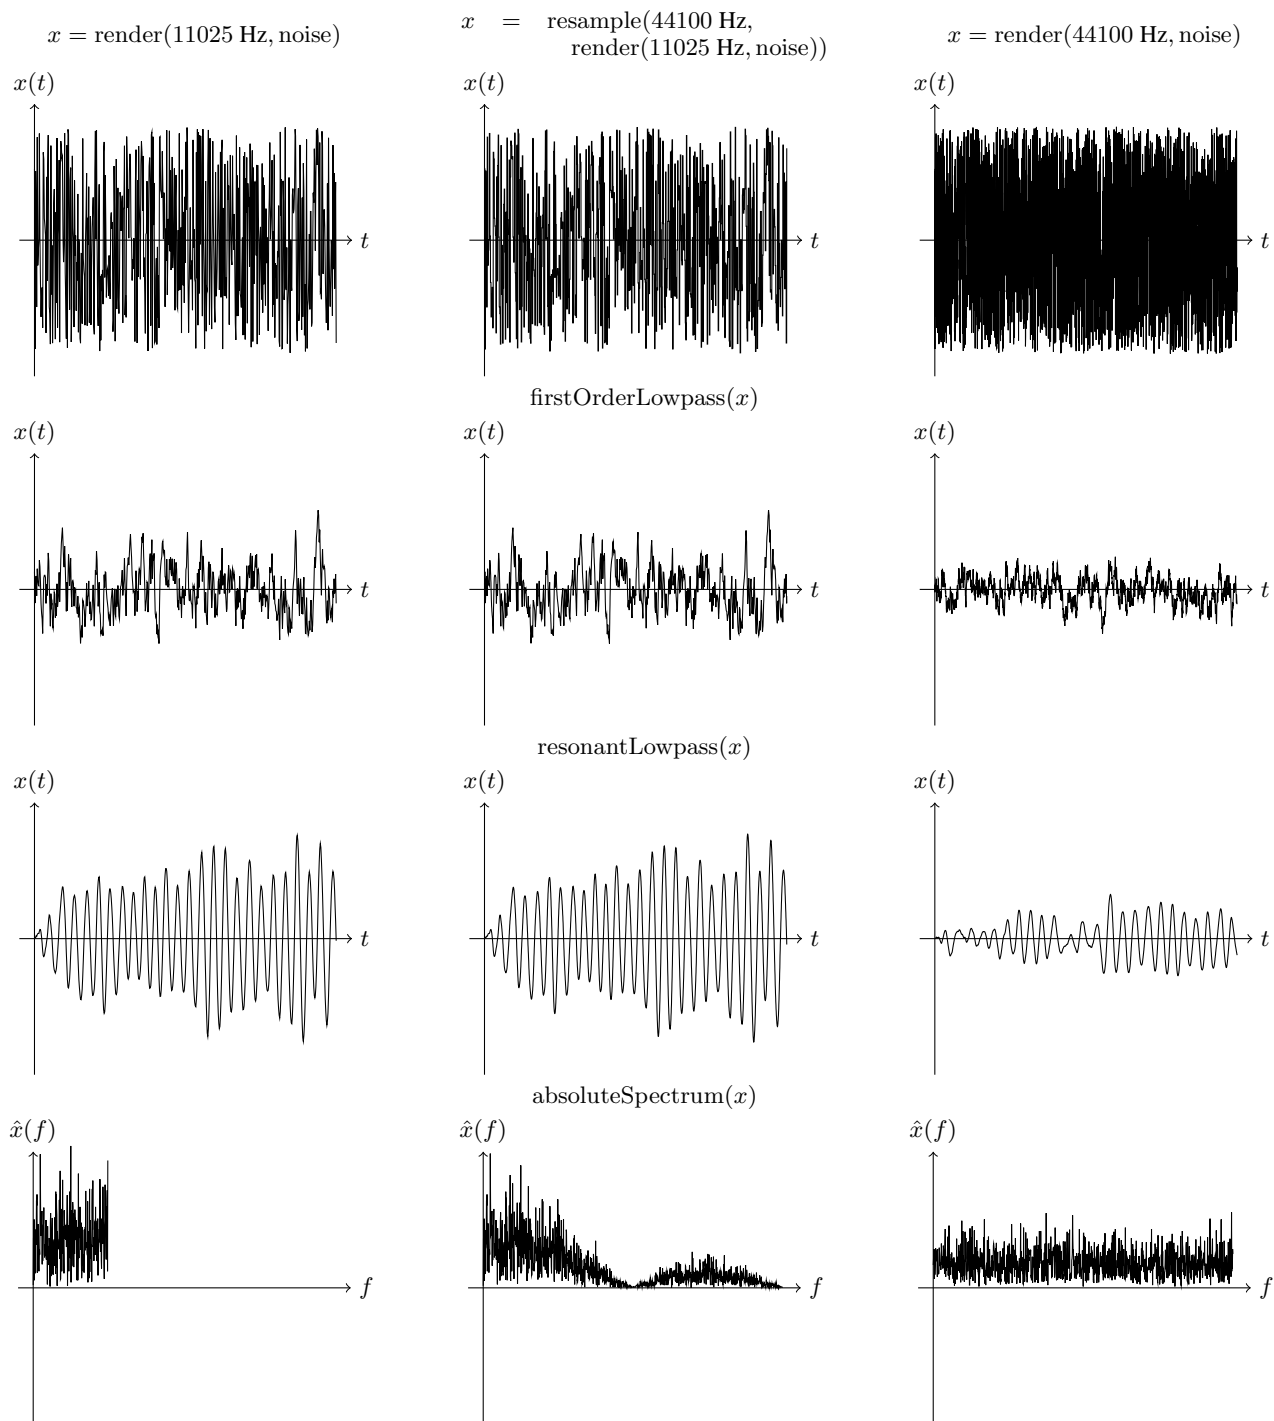 x = render(11025 Hz, noise)
x = resample(44100 Hz,
render(11025 Hz, noise))
x = render(44100 Hz, noise)
x(t) x(t) x(t)
t t t
firstOrderLowpass(x)
x(t) x(t) x(t)
t t t
resonantLowpass(x)
x(t) x(t) x(t)
t t t
absoluteSpectrum(x)
x̂(f) x̂(f) x̂(f)
f f f